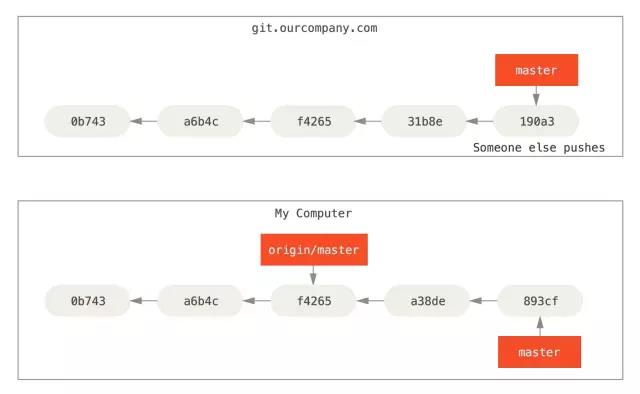 git.ourcompany.com
master
0b743 a6b4c f4265 31b8e 190a3
Someone else pushes
My Computer
origin/master
0b743 a6b4c f4265 a38de 893cf
master